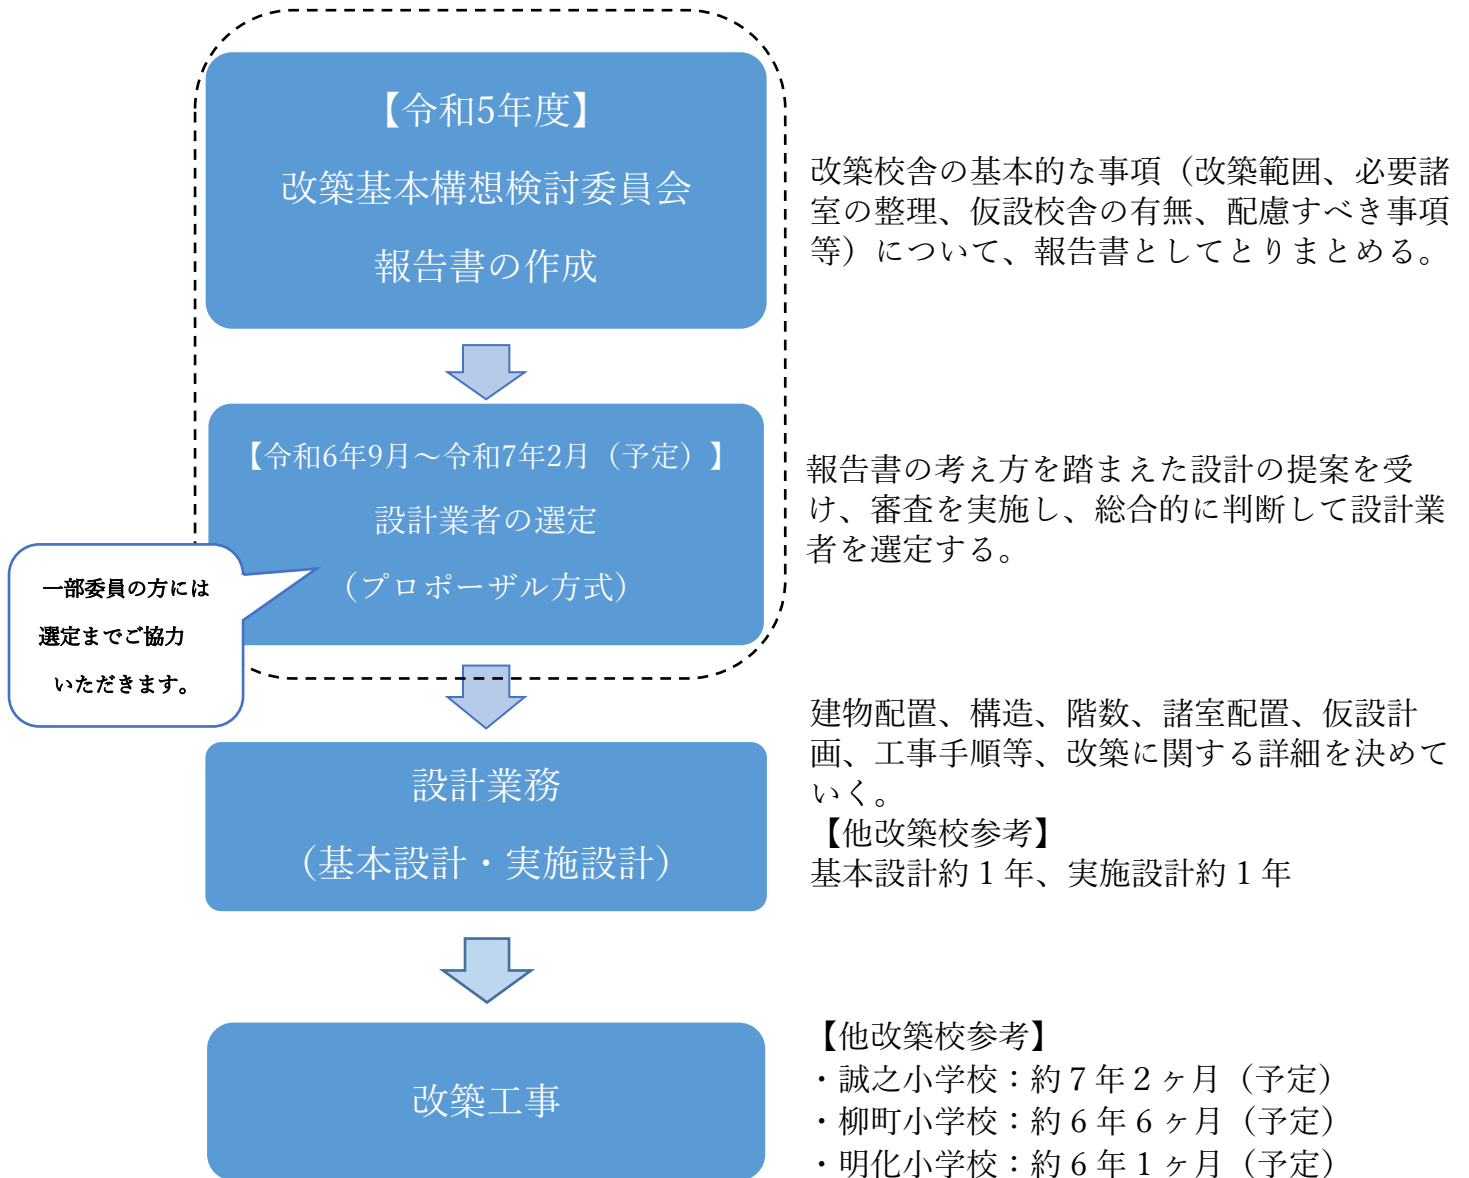 【令和5年度】
改築基本構想検討委員会
報告書の作成
改築校舎の基本的な事項（改築範囲、必要諸
室の整理、仮設校舎の有無、配慮すべき事項
等）について、報告書としてとりまとめる。
【令和6年9月～令和7年2月（予定）】
設計業者の選定
（プロポーザル方式）
報告書の考え方を踏まえた設計の提案を受
け、審査を実施し、総合的に判断して設計業
者を選定する。
一部委員の方には
選定までご協力
いただきます。
設計業務
（基本設計・実施設計）
建物配置、構造、階数、諸室配置、仮設計
画、工事手順等、改築に関する詳細を決めて
いく。
【他改築校参考】
基本設計約１年、実施設計約１年
改築工事
【他改築校参考】
・誠之小学校：約７年２ヶ月（予定）
・柳町小学校：約６年６ヶ月（予定）
・明化小学校：約６年１ヶ月（予定）